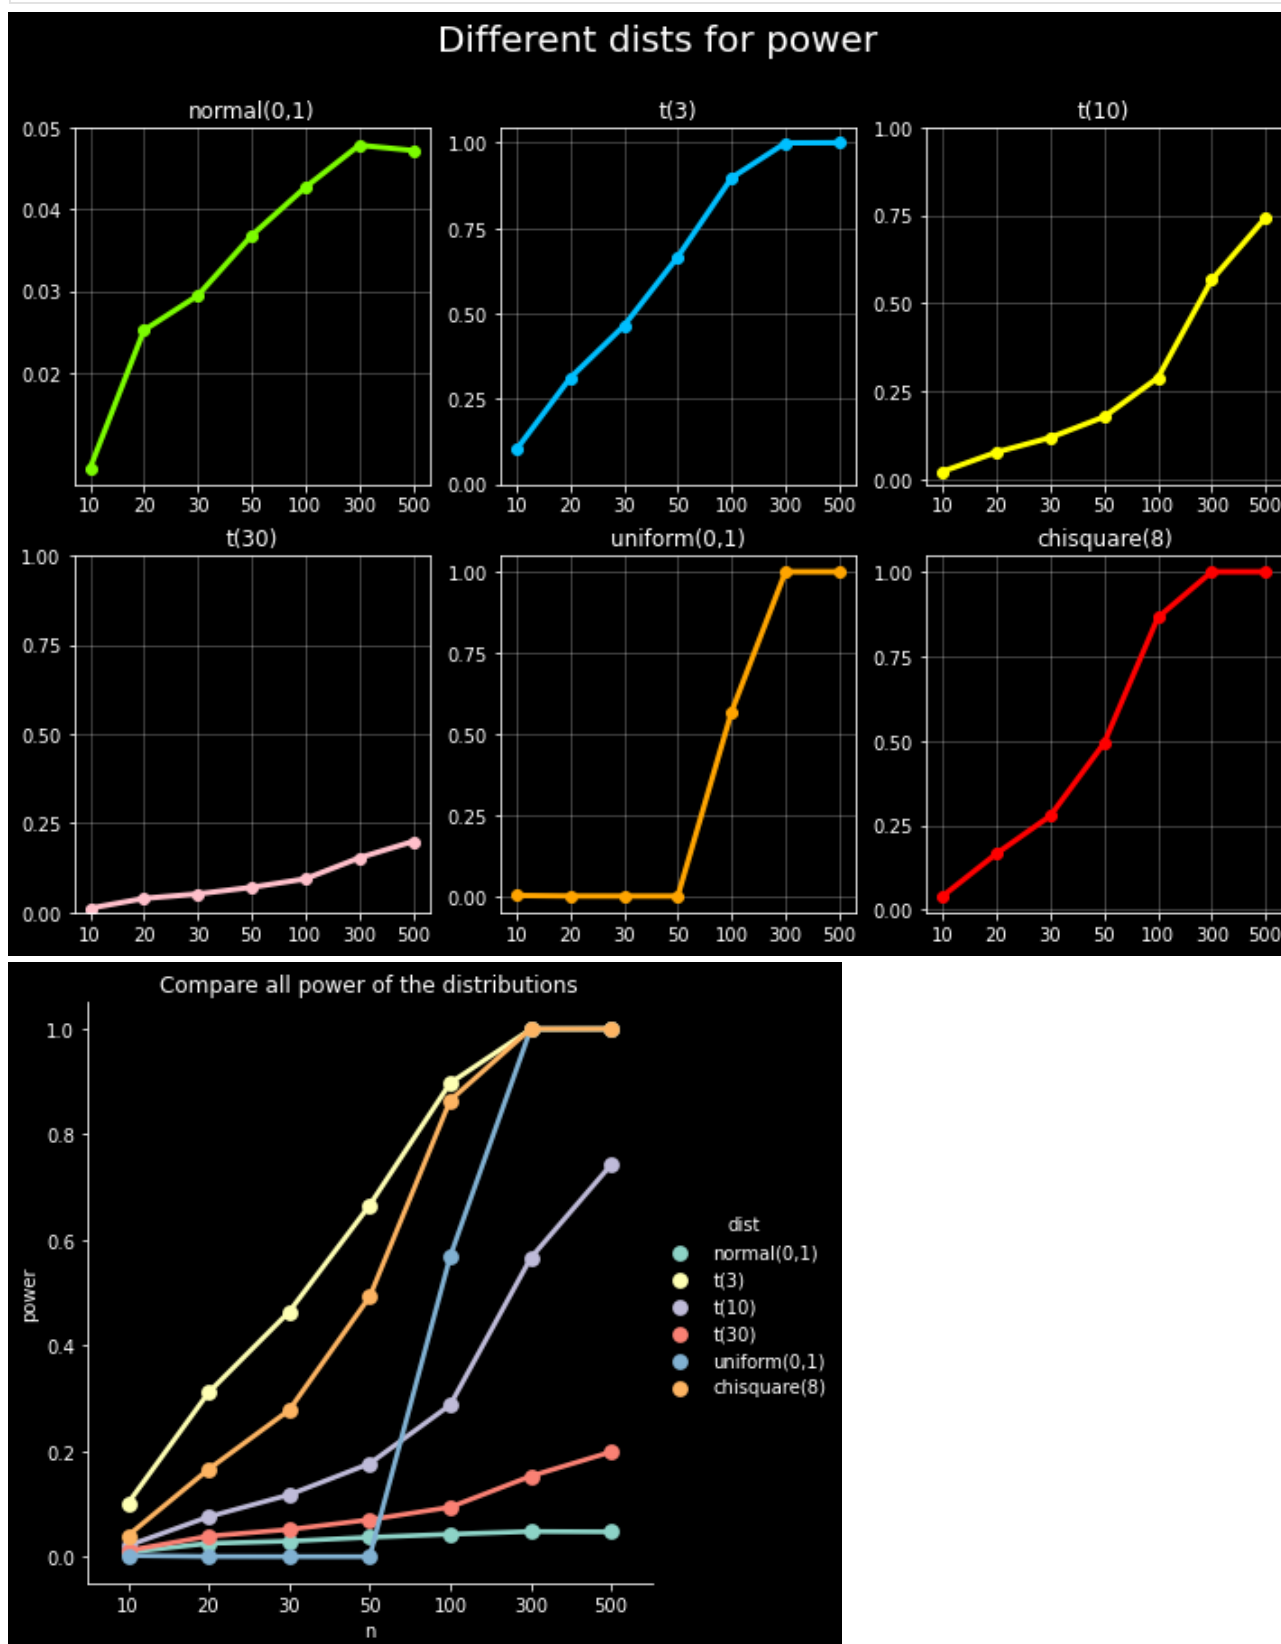 Different dists for power
normal(0,1)
0.05
0.04
0.03
0.02
10 20 30 50 100 300 500
t(3)
1.00
0.75
0.50
0.25
0.00
10 20 30 50 100 300 500
t(10)
1.00
0.75
0.50
0.25
0.00
10 20 30 50 100 300 500
t(30)
1.00
0.75
0.50
0.25
0.00
10 20 30 50 100 300 500
uniform(0,1)
1.00
0.75
0.50
0.25
0.00
10 20 30 50 100 300 500
chisquare(8)
1.00
0.75
0.50
0.25
0.00
10 20 30 50 100 300 500
Compare all power of the distributions
power
1.0
0.8
0.6
0.4
0.2
0.0
10 20 30 50 100 300 500
n
dist
normal(0,1)
t(3)
t(10)
t(30)
uniform(0,1)
chisquare(8)